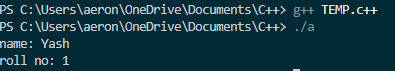 PS C:\Users\aeron\OneDrive\Documents\C++> g++ TEMP.c++
PS C:\Users\aeron\OneDrive\Documents\C++> ./a
name: Yash
roll no: 1